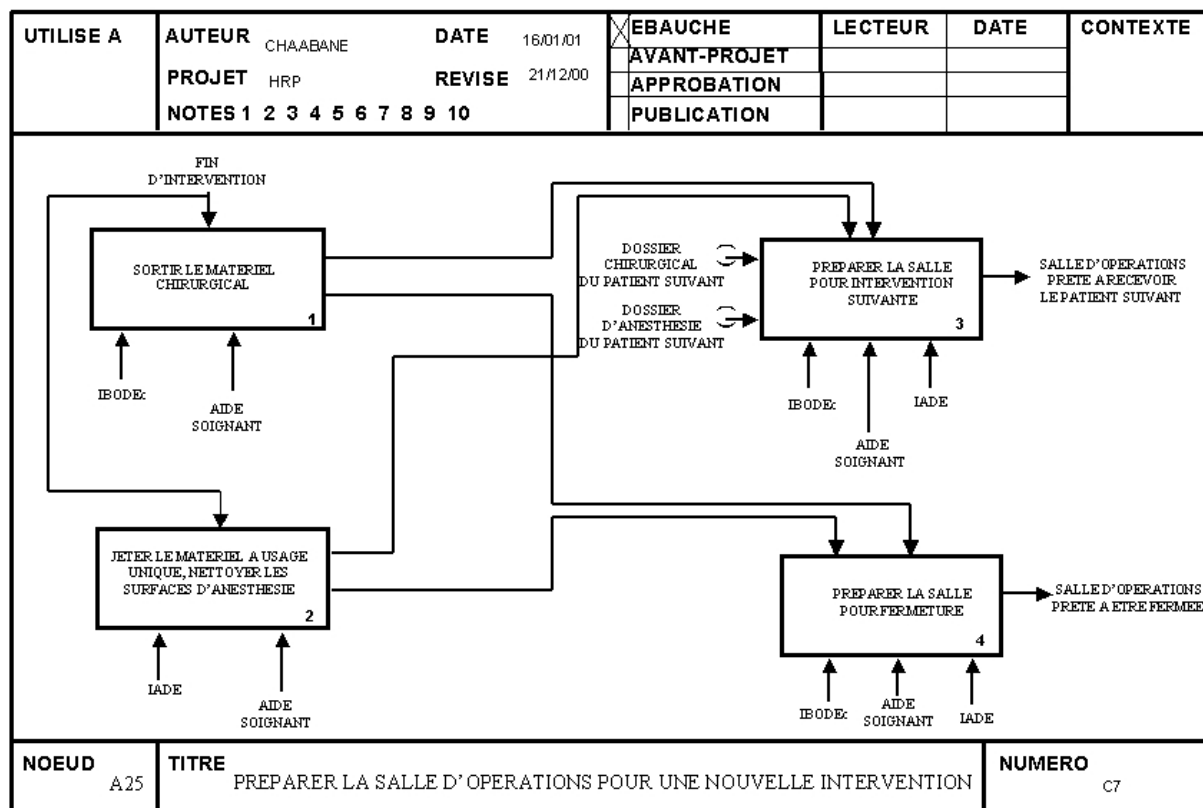 UTILISE A
AUTEUR CHAABANE DATE 16/01/01
PROJET HRP REVISE 21/12/00
NOTES 1 2 3 4 5 6 7 8 9 10
EBAUCHE LECTEUR DATE
AVANT-PROJET
APPROBATION
PUBLICATION
CONTEXTE
FIN
D'INTERVENTION
SORTIR LE MATERIEL
CHIRURGICAL
1
IBODE
AIDE
SOIGNANT
DOSSIER
CHIRURGICAL
DU PATIENT SUIVANT
DOSSIER
D'ANESTHESIE
DU PATIENT SUIVANT
PREPARER LA SALLE
POUR INTERVENTION
SUIVANTE
3
SALLE D'OPERATIONS
PRETE A RECEVOIR
LE PATIENT SUIVANT
IBODE
AIDE
SOIGNANT
IADE
JETER LE MATERIEL A USAGE
UNIQUE, NETTOYER LES
SURFACES D'ANESTHESIE
2
IADE
AIDE
SOIGNANT
PREPARER LA SALLE
POUR FERMETURE
4
SALLE D'OPERATIONS
PRETE A ETRE FERMEE
IBODE
AIDE
SOIGNANT
IADE
NOEUD A25
TITRE PREPARER LA SALLE D'OPERATIONS POUR UNE NOUVELLE INTERVENTION
NUMERO C7